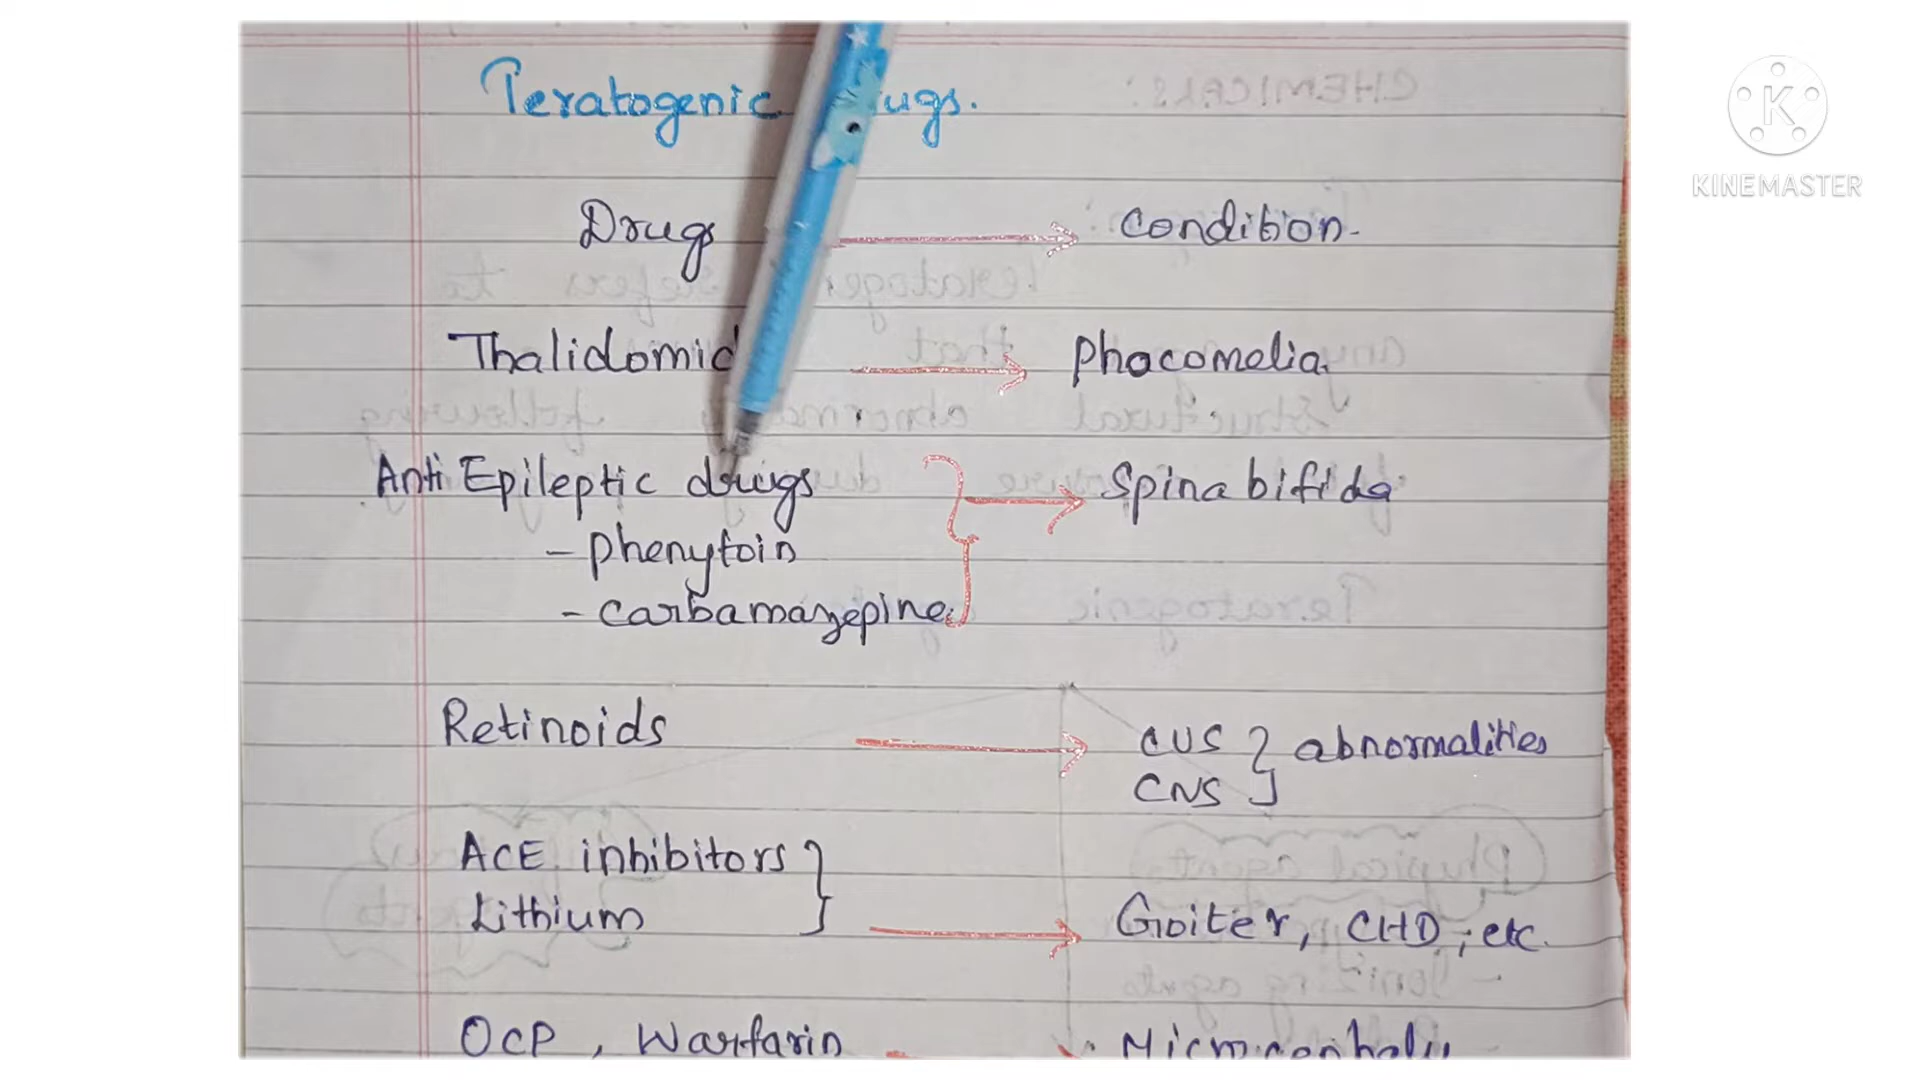 Teratogenic
Drugs → Condition.
Thalidomid → Phocomelia.
Anti Epileptic drugs → Spina bifida
- Phenytoin
- Carbamazepine
Retinoids → CVS } abnormalities
CNS
ACE inhibitors
Lithium → Goiter, CHD, etc.
OCP, Warfarin
K
KINEMASTER